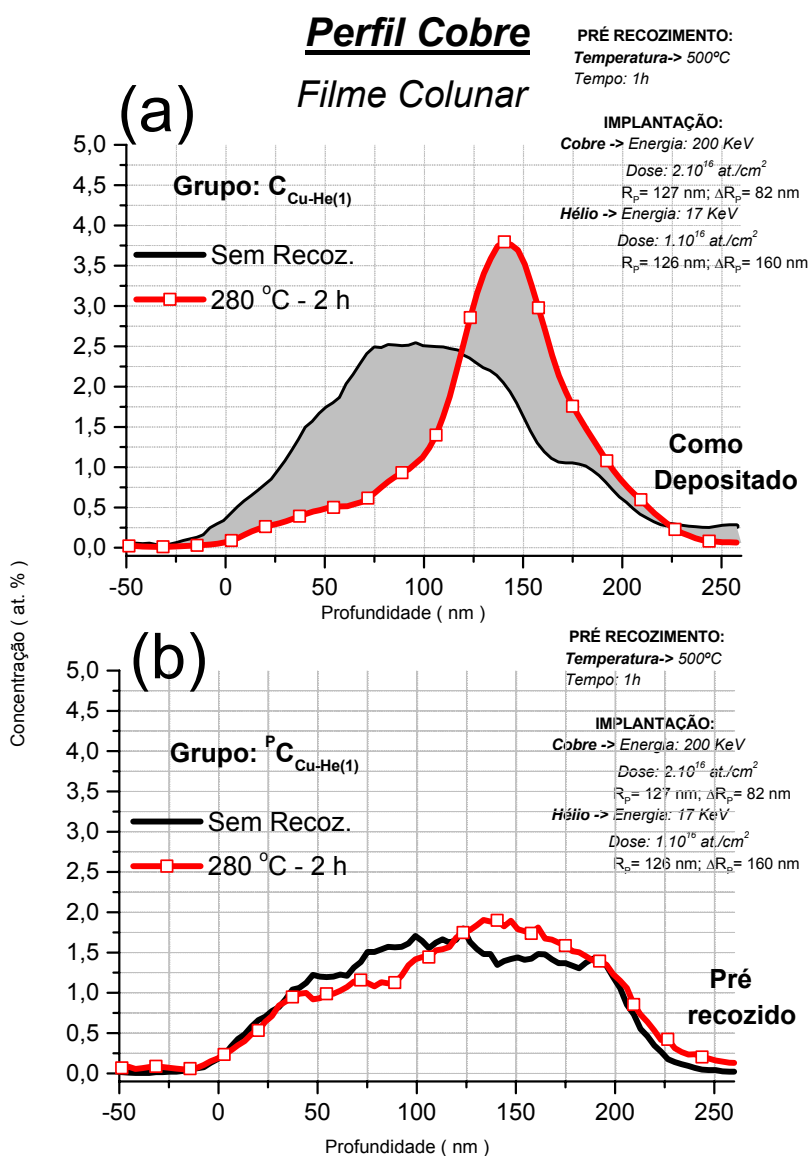 Perfil Cobre
Filme Colunar
PRÉ RECOZIMENTO:
Temperatura-> 500ºC
Tempo: 1h
(a)
IMPLANTAÇÃO:
Cobre -> Energia: 200 KeV
Dose: 2.10^16 at./cm^2
R_P= 127 nm; ΔR_P= 82 nm
Hélio -> Energia: 17 KeV
Dose: 1.10^16 at./cm^2
R_P= 126 nm; ΔR_P= 160 nm
Grupo: C_Cu-He(1)
Sem Recoz.
280 °C - 2 h
Como
Depositado
5,0
4,5
4,0
3,5
3,0
2,5
2,0
1,5
1,0
0,5
0,0
-50 0 50 100 150 200 250
Profundidade ( nm )
Concentração ( at. % )
(b)
PRÉ RECOZIMENTO:
Temperatura-> 500ºC
Tempo: 1h
IMPLANTAÇÃO:
Cobre -> Energia: 200 KeV
Dose: 2.10^16 at./cm^2
R_P= 127 nm; ΔR_P= 82 nm
Hélio -> Energia: 17 KeV
Dose: 1.10^16 at./cm^2
R_P= 126 nm; ΔR_P= 160 nm
Grupo: ^PC_Cu-He(1)
Sem Recoz.
280 °C - 2 h
Pré
recozido
5,0
4,5
4,0
3,5
3,0
2,5
2,0
1,5
1,0
0,5
0,0
-50 0 50 100 150 200 250
Profundidade ( nm )